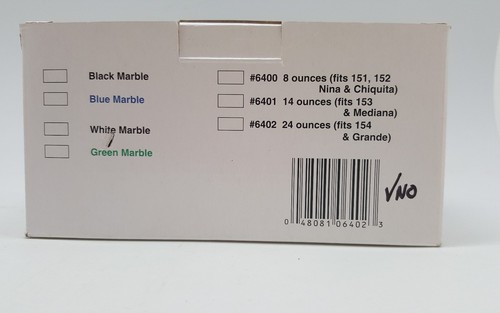 Black Marble
Blue Marble
White Marble
Green Marble
#6400 8 ounces (fits 151, 152
Nina & Chiquita)
#6401 14 ounces (fits 153
& Mediana)
#6402 24 ounces (fits 154
& Grande)
√NO
0 48081 06402 3